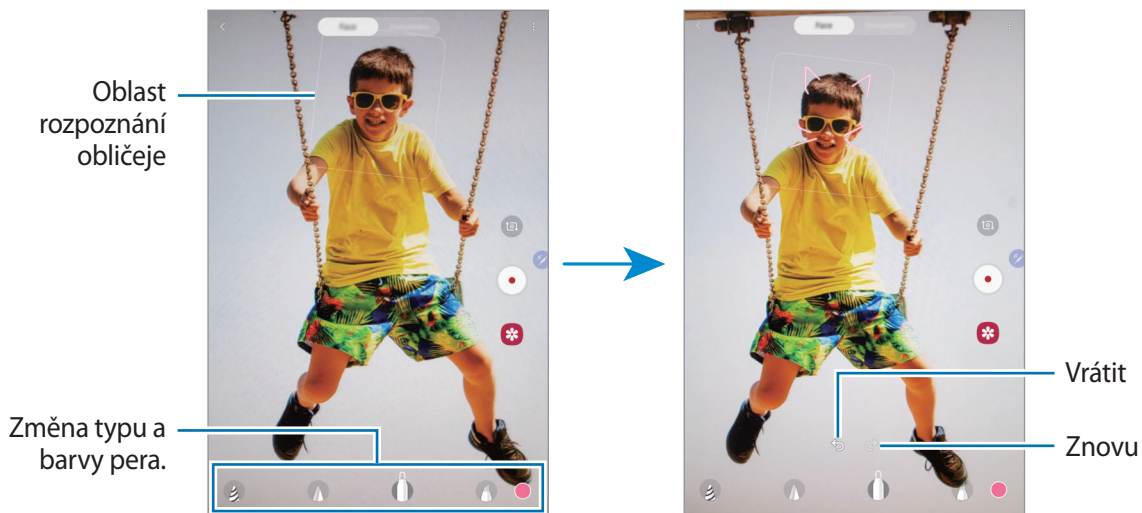 Oblast
rozpoznání
obličeje
Změna typu a
barvy pera.
Vrátit
Znovu